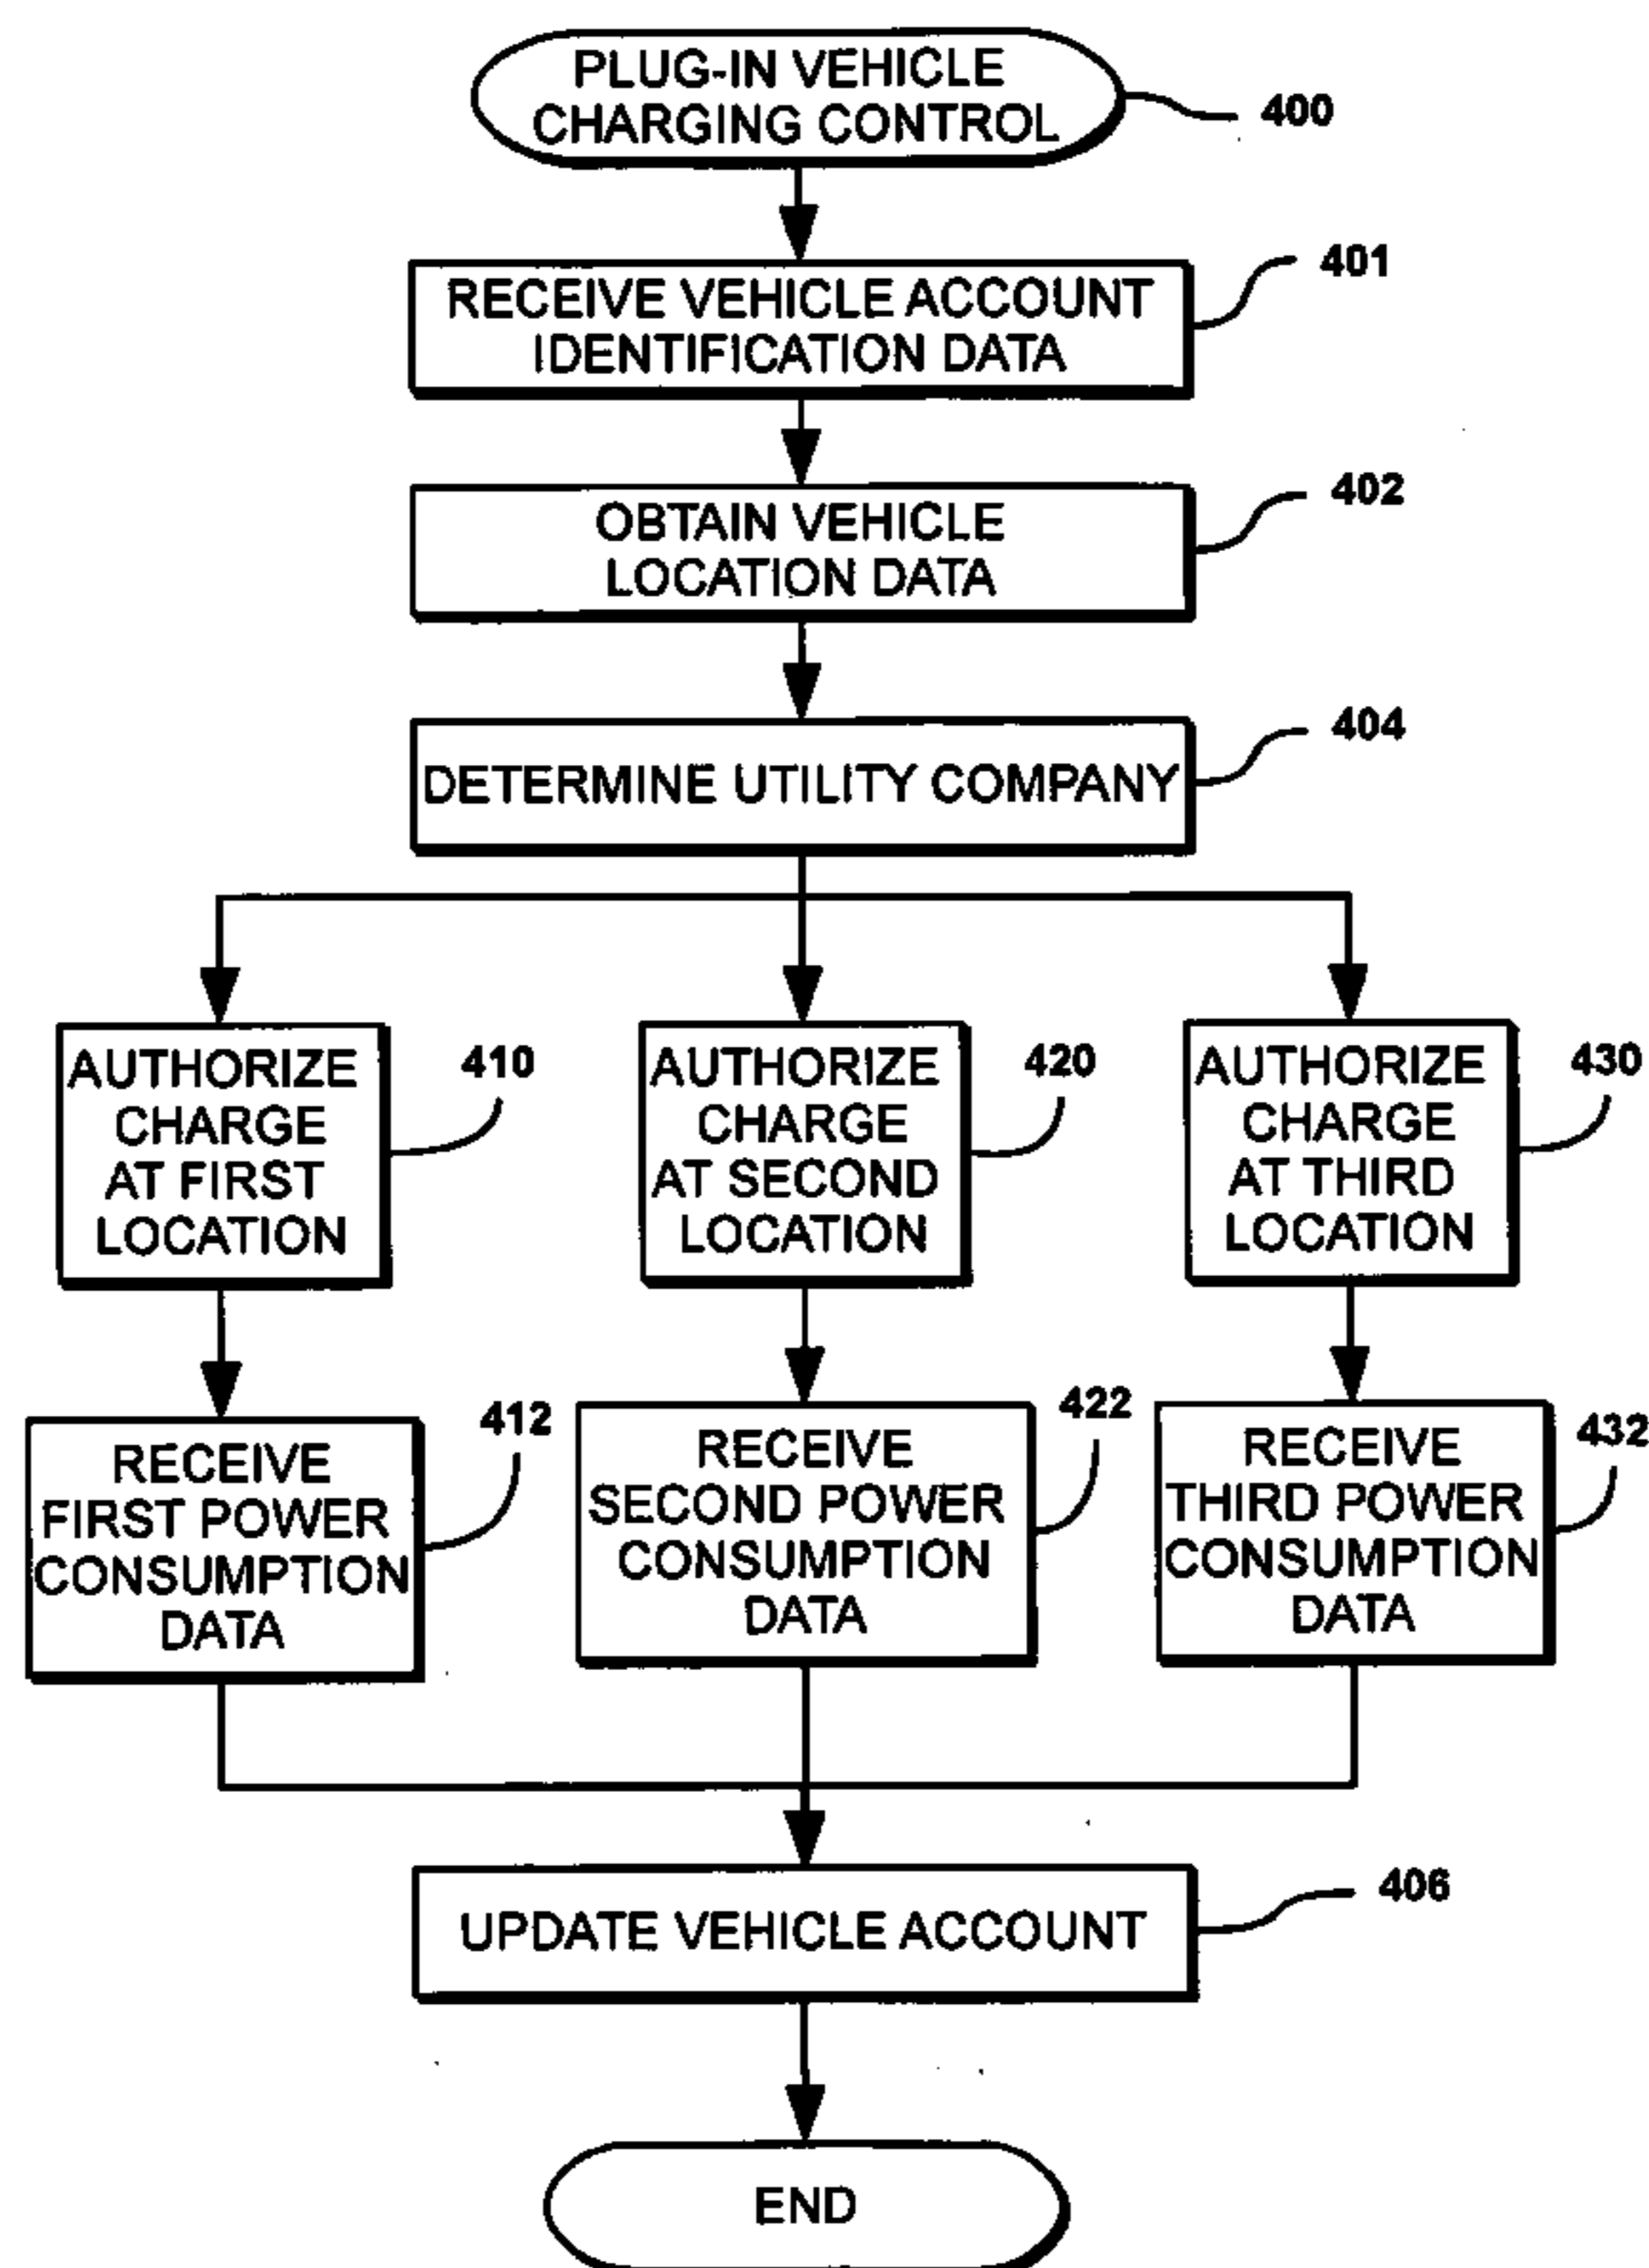 PLUG-IN VEHICLE
CHARGING CONTROL
400
RECEIVE VEHICLE ACCOUNT
IDENTIFICATION DATA
401
OBTAIN VEHICLE
LOCATION DATA
402
DETERMINE UTILITY COMPANY
404
AUTHORIZE
CHARGE
AT FIRST
LOCATION
410
AUTHORIZE
CHARGE
AT SECOND
LOCATION
420
AUTHORIZE
CHARGE
AT THIRD
LOCATION
430
RECEIVE
FIRST POWER
CONSUMPTION
DATA
412
RECEIVE
SECOND POWER
CONSUMPTION
DATA
422
RECEIVE
THIRD POWER
CONSUMPTION
DATA
432
UPDATE VEHICLE ACCOUNT
406
END